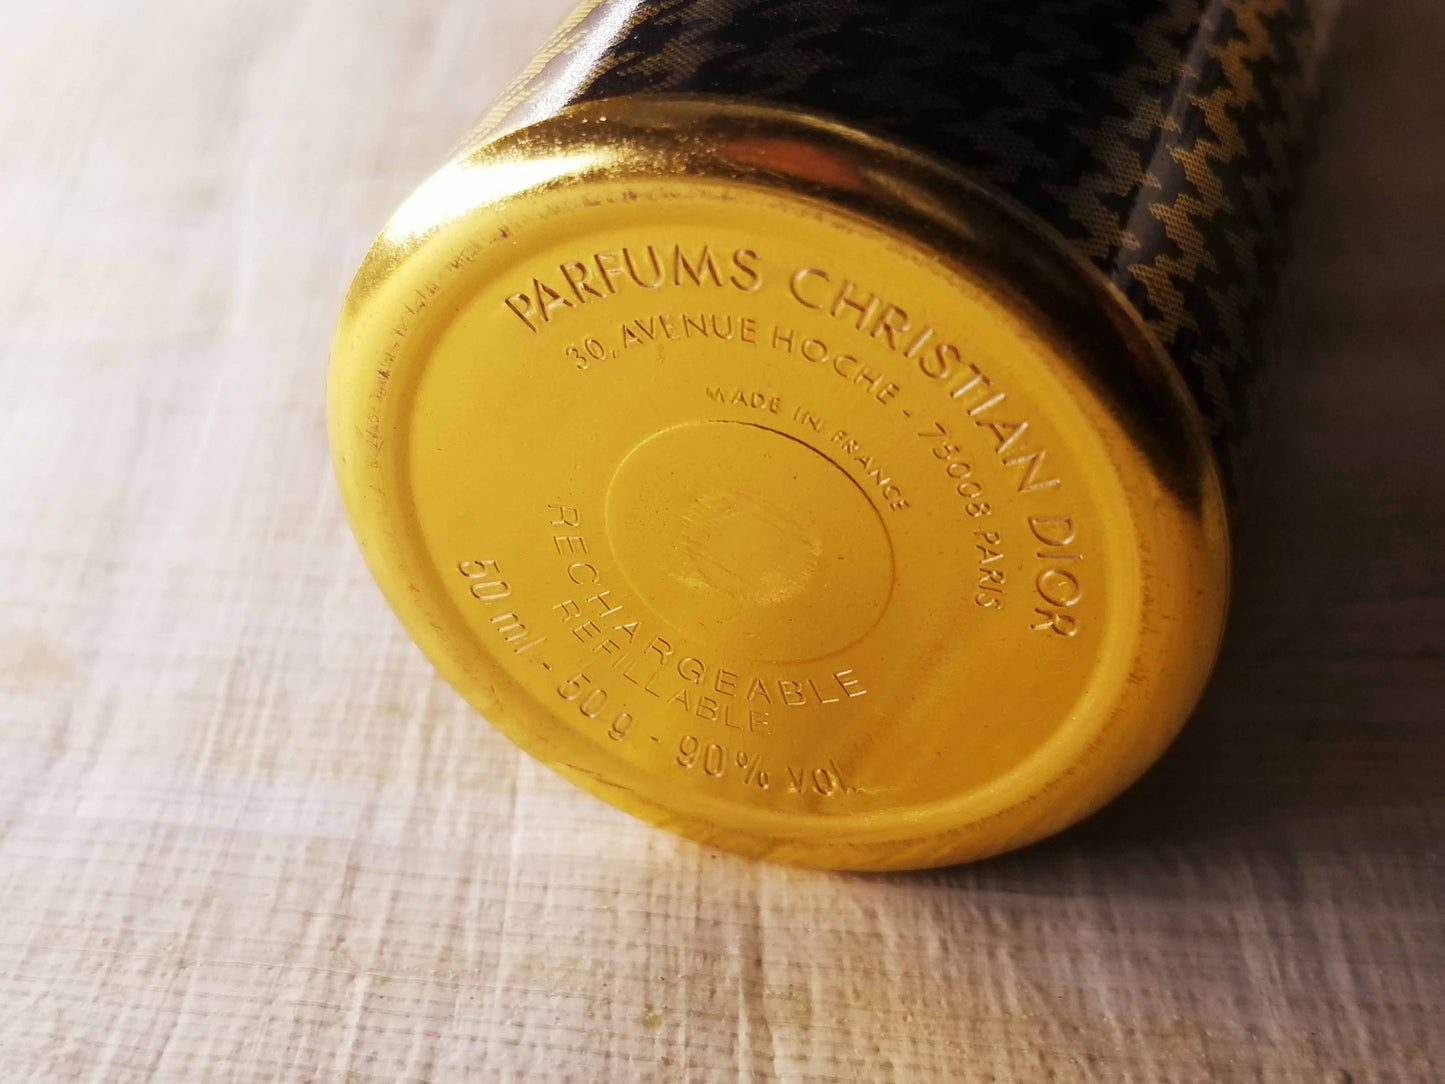 PARFUMS CHRISTIAN DIOR
30, AVENUE HOCHE - 75008 PARIS
MADE IN FRANCE
RECHARGEABLE
REFILLABLE
50 ml - 50 g - 90% vol.